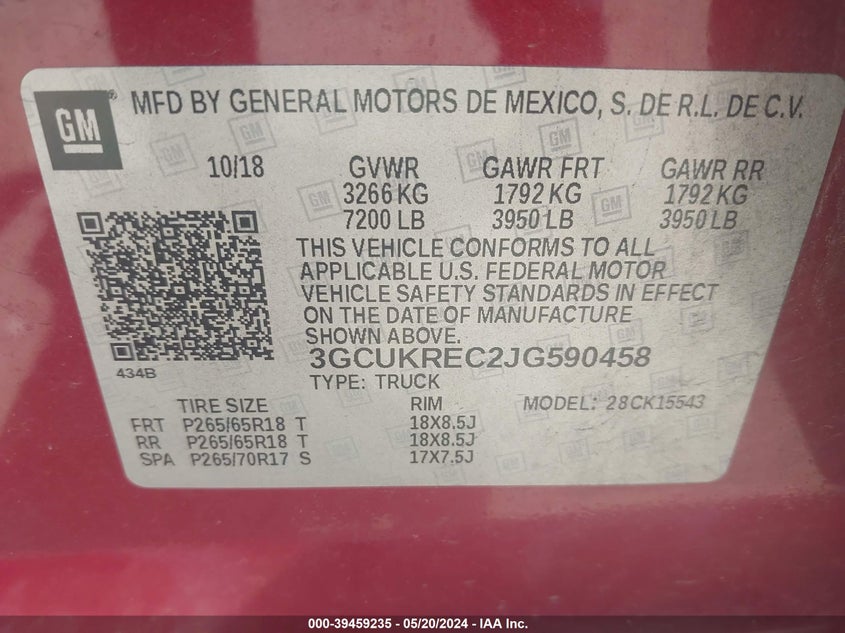 GM
MFD BY GENERAL MOTORS DE MEXICO, S. DE R.L. DE C.V.
10/18 GVWR GAWR FRT GAWR RR
3266 KG 1792 KG 1792 KG
7200 LB 3950 LB 3950 LB
THIS VEHICLE CONFORMS TO ALL
APPLICABLE U.S. FEDERAL MOTOR
VEHICLE SAFETY STANDARDS IN EFFECT
ON THE DATE OF MANUFACTURE
SHOWN ABOVE.
3GCUKREC2JG590458
434B
TYPE: TRUCK
TIRE SIZE RIM MODEL: 28CK15543
FRT P265/65R18 T 18X8.5J
RR P265/65R18 T 18X8.5J
SPA P265/70R17 S 17X7.5J
000-39459235 - 05/20/2024 - IAA Inc.